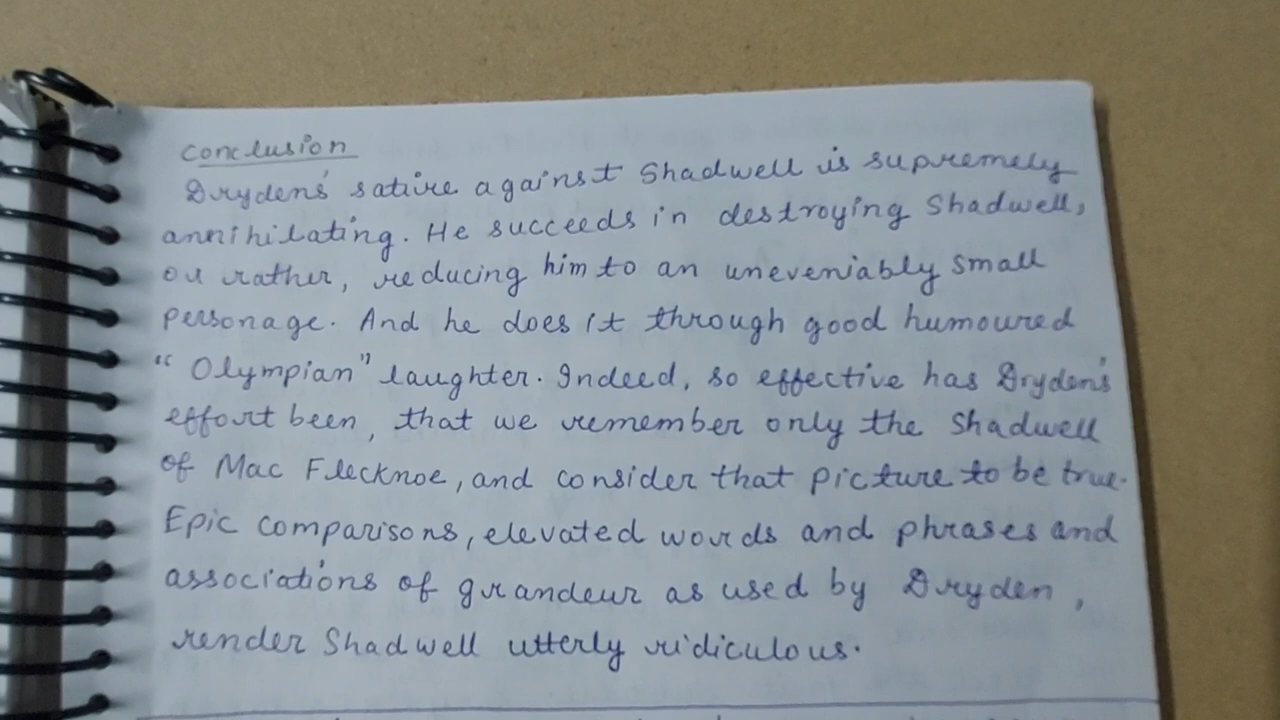 Conclusion
Dryden's satire against Shadwell is supremely
annihilating. He succeeds in destroying Shadwell,
or rather, reducing him to an uneveniably small
personage. And he does it through good humoured
"Olympian" laughter. Indeed, so effective has Dryden's
effort been, that we remember only the Shadwell
of Mac Flecknoe, and consider that picture to be true.
Epic comparisons, elevated words and phrases and
associations of grandeur as used by Dryden,
render Shadwell utterly ridiculous.